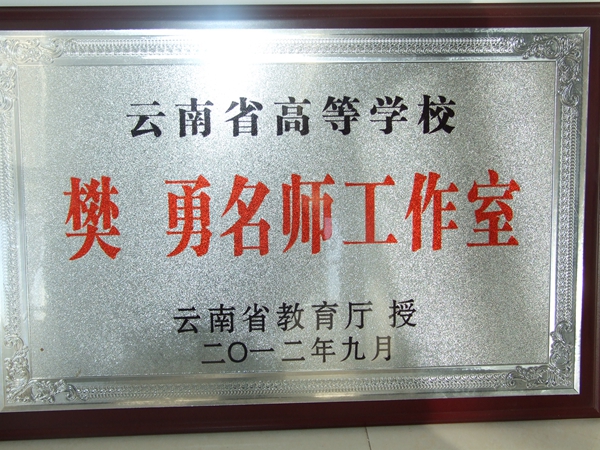 云南省高等学校
樊 勇名师工作室
云南省教育厅 授
二〇一二年九月